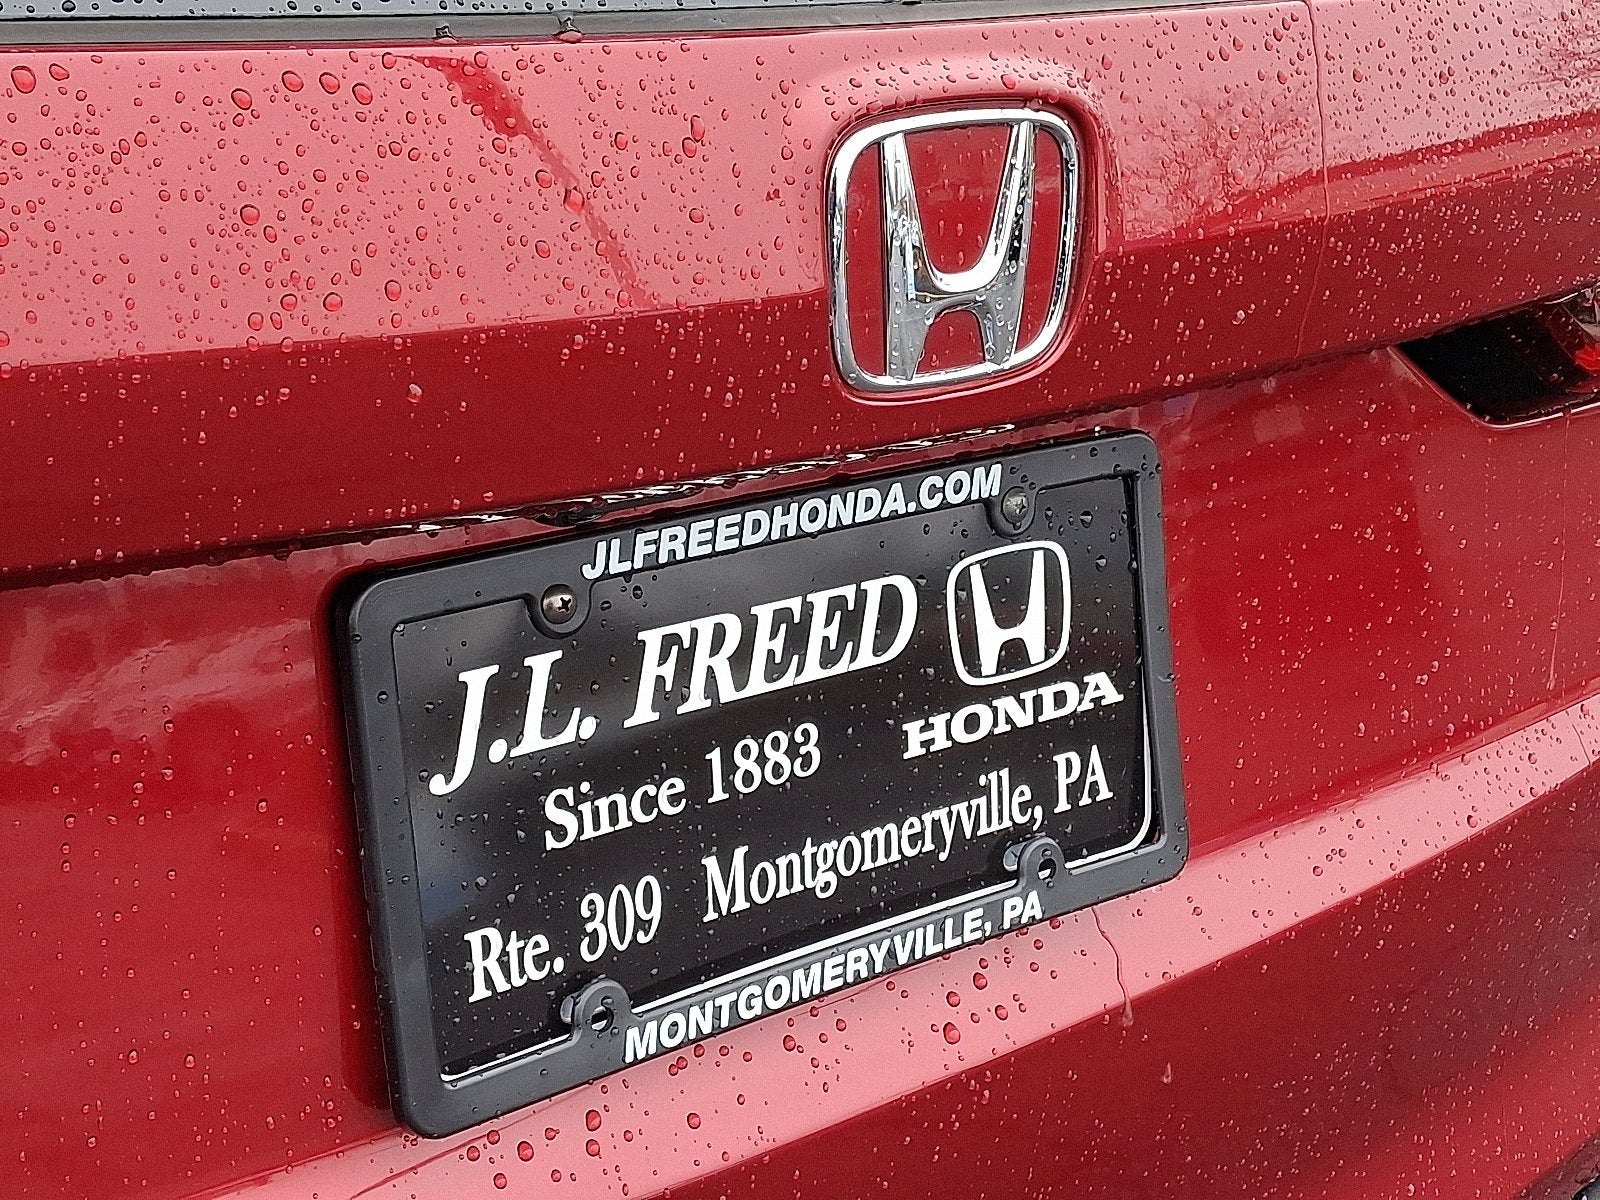 JLFREEDHONDA.COM
J.L. FREED
HONDA
Since 1883
Rte. 309 Montgomeryville, PA
MONTGOMERYVILLE, PA